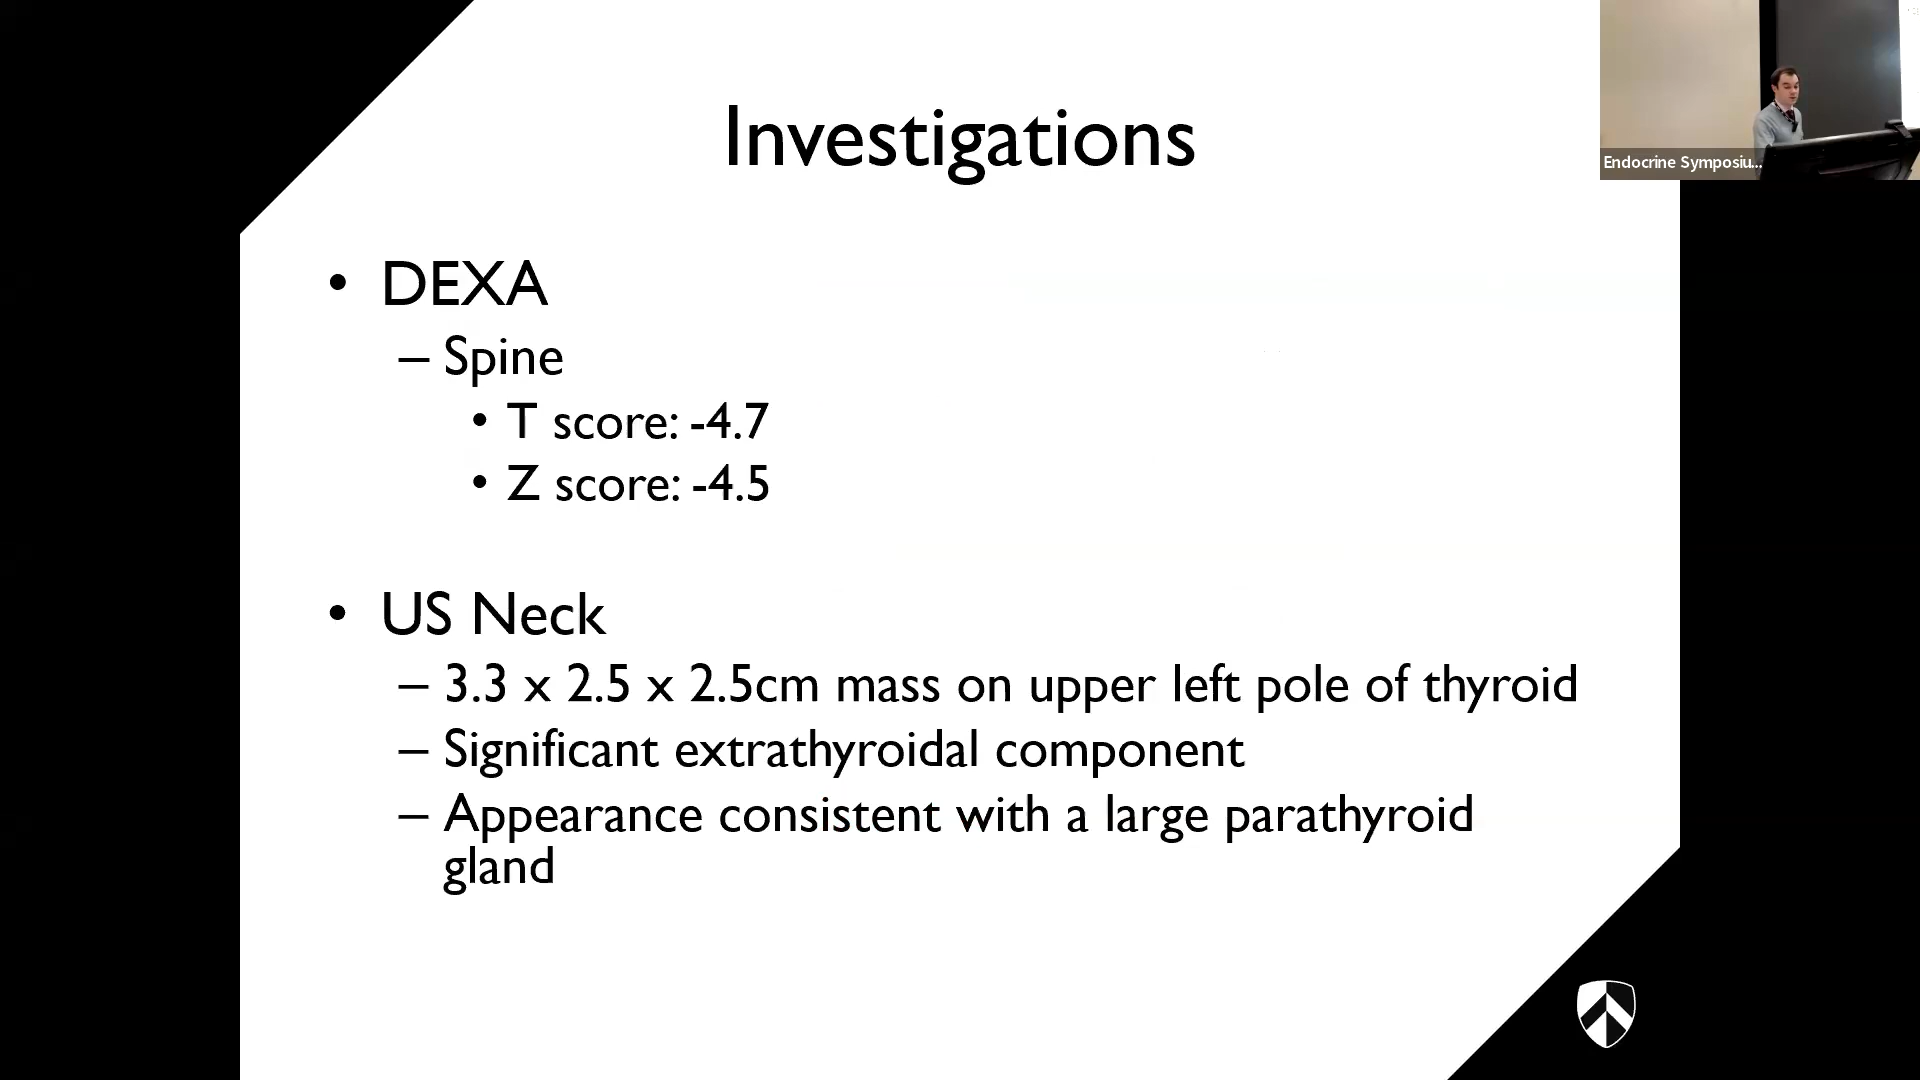 Investigations
• DEXA
– Spine
• T score: -4.7
• Z score: -4.5
• US Neck
– 3.3 x 2.5 x 2.5cm mass on upper left pole of thyroid
– Significant extrathyroidal component
– Appearance consistent with a large parathyroid
gland
Endocrine Symposiu...